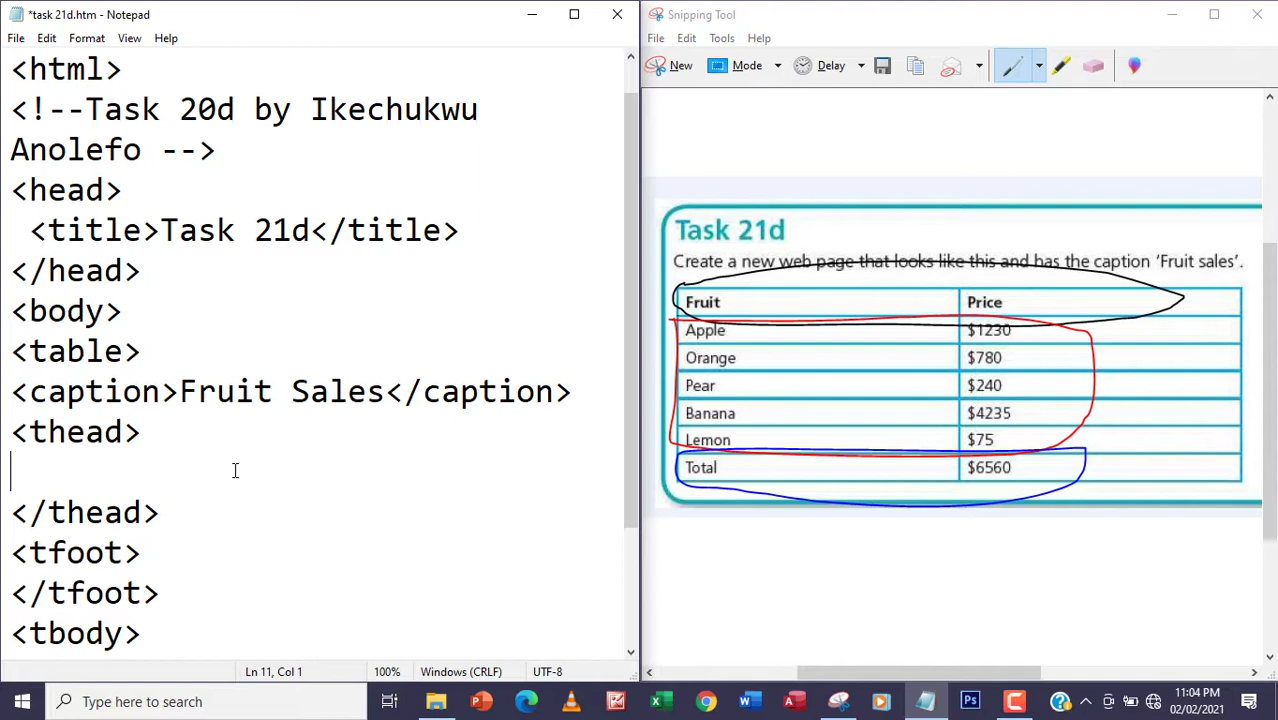 *task 21d.htm - Notepad
File Edit Format View Help
<html>
<!--Task 20d by Ikechukwu
Anolefo -->
<head>
<title>Task 21d</title>
</head>
<body>
<table>
<caption>Fruit Sales</caption>
<thead>
</thead>
<tfoot>
</tfoot>
<tbody>
Ln 11, Col 1 100% Windows (CRLF) UTF-8
Snipping Tool
File Edit Tools Help
New Mode Delay
Task 21d
Create a new web page that looks like this and has the caption ‘Fruit sales’.
Fruit Price
Apple $1230
Orange $780
Pear $240
Banana $4235
Lemon $75
Total $6560
Type here to search
11:04 PM
02/02/2021